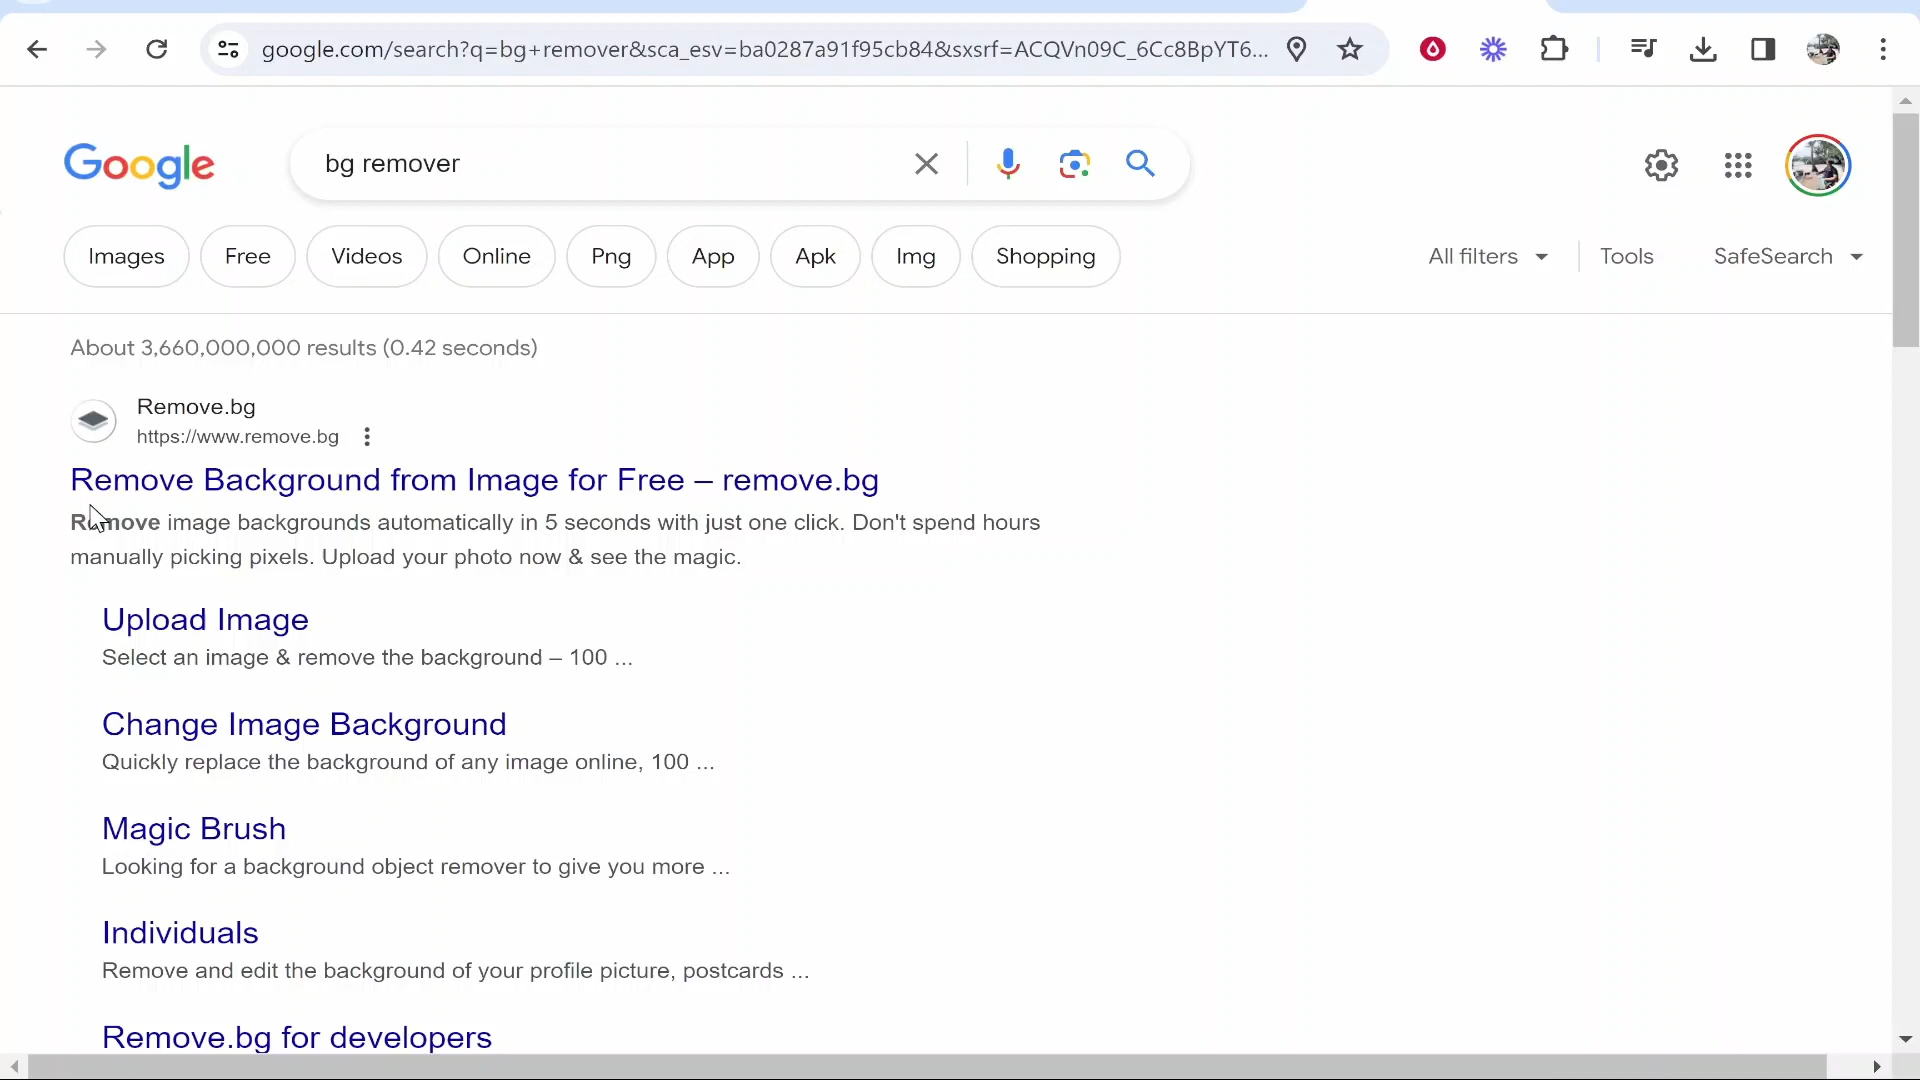 google.com/search?q=bg+remover&sca_esv=ba0287a91f95cb84&sxsrf=ACQVn09C_6Cc8BpYT6...
Google
bg remover
Images
Free
Videos
Online
Png
App
Apk
Img
Shopping
All filters
Tools
SafeSearch
About 3,660,000,000 results (0.42 seconds)
Remove.bg
https://www.remove.bg
Remove Background from Image for Free – remove.bg
Remove image backgrounds automatically in 5 seconds with just one click. Don't spend hours
manually picking pixels. Upload your photo now & see the magic.
Upload Image
Select an image & remove the background – 100 ...
Change Image Background
Quickly replace the background of any image online, 100 ...
Magic Brush
Looking for a background object remover to give you more ...
Individuals
Remove and edit the background of your profile picture, postcards ...
Remove.bg for developers